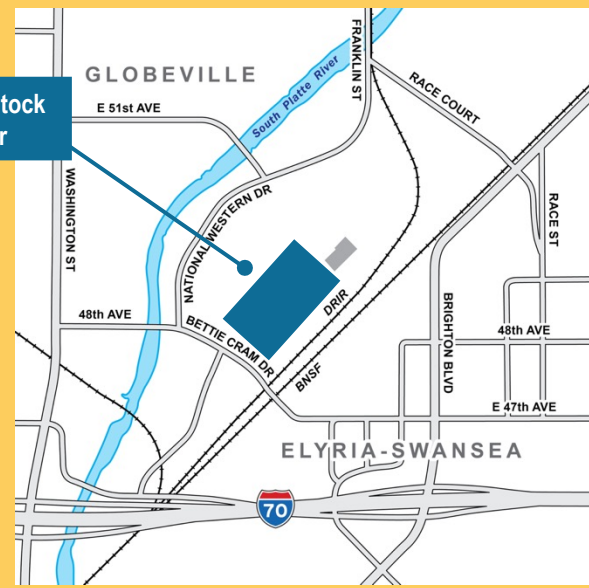 GLOBEVILLE
FRANKLIN ST
South Platte River
RACE COURT
tock
r
E 51st AVE
WASHINGTON ST
NATIONAL WESTERN DR
RACE ST
DRIR
BRIGHTON BLVD
48th AVE
BETTIE CRAM DR
48th AVE
BNSF
E 47th AVE
ELYRIA-SWANSEA
70